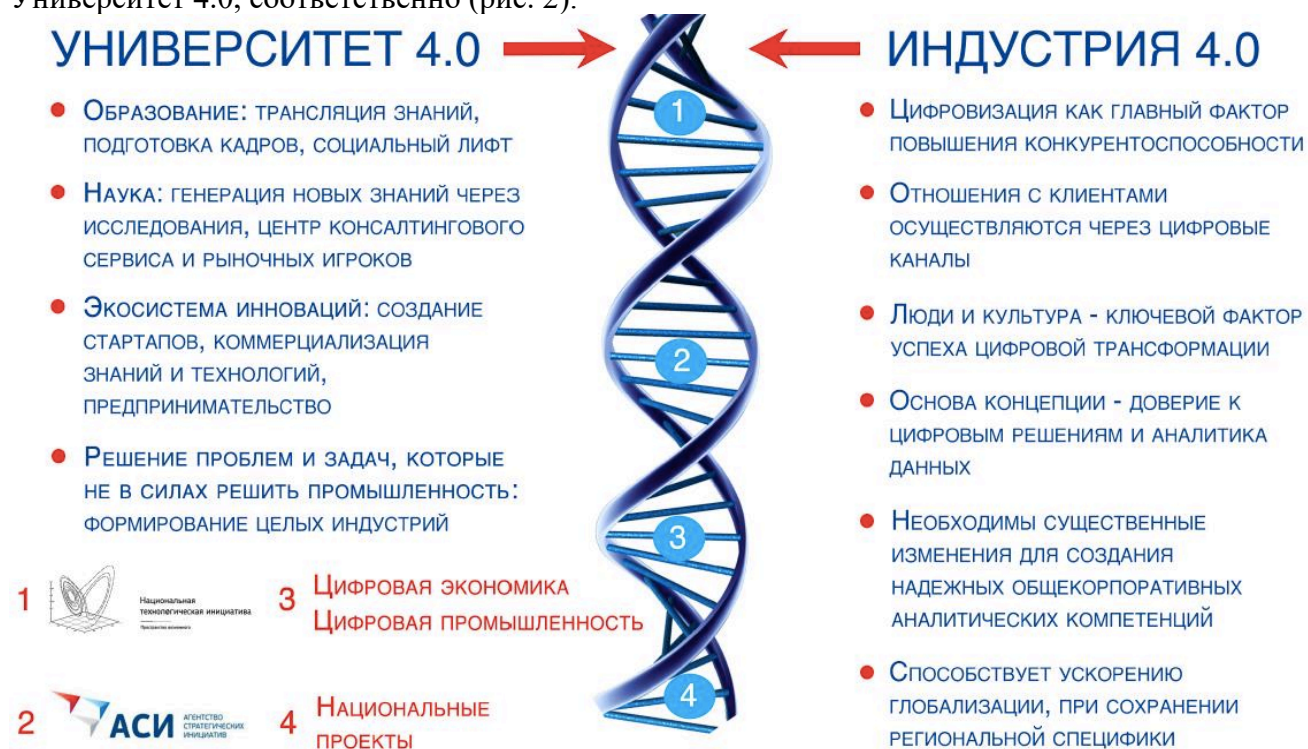 Университет 4.0, соответственно (рис. 2).
УНИВЕРСИТЕТ 4.0
ОБРАЗОВАНИЕ: ТРАНСЛЯЦИЯ ЗНАНИЙ,
ПОДГОТОВКА КАДРОВ, СОЦИАЛЬНЫЙ ЛИФТ
НАУКА: ГЕНЕРАЦИЯ НОВЫХ ЗНАНИЙ ЧЕРЕЗ
ИССЛЕДОВАНИЯ, ЦЕНТР КОНСАЛТИНГОВОГО
СЕРВИСА И РЫНОЧНЫХ ИГРОКОВ
ЭКОСИСТЕМА ИННОВАЦИЙ: СОЗДАНИЕ
СТАРТАПОВ, КОММЕРЦИАЛИЗАЦИЯ
ЗНАНИЙ И ТЕХНОЛОГИЙ,
ПРЕДПРИНИМАТЕЛЬСТВО
РЕШЕНИЕ ПРОБЛЕМ И ЗАДАЧ, КОТОРЫЕ
НЕ В СИЛАХ РЕШИТЬ ПРОМЫШЛЕННОСТЬ:
ФОРМИРОВАНИЕ ЦЕЛЫХ ИНДУСТРИЙ
1
Национальная
технологическая инициатива
2
АСИ
АГЕНТСТВО
СТРАТЕГИЧЕСКИХ
ИНИЦИАТИВ
3
ЦИФРОВАЯ ЭКОНОМИКА
ЦИФРОВАЯ ПРОМЫШЛЕННОСТЬ
4
НАЦИОНАЛЬНЫЕ
ПРОЕКТЫ
1
2
3
4
ИНДУСТРИЯ 4.0
ЦИФРОВИЗАЦИЯ КАК ГЛАВНЫЙ ФАКТОР
ПОВЫШЕНИЯ КОНКУРЕНТОСПОСОБНОСТИ
ОТНОШЕНИЯ С КЛИЕНТАМИ
ОСУЩЕСТВЛЯЮТСЯ ЧЕРЕЗ ЦИФРОВЫЕ
КАНАЛЫ
ЛЮДИ И КУЛЬТУРА - КЛЮЧЕВОЙ ФАКТОР
УСПЕХА ЦИФРОВОЙ ТРАНСФОРМАЦИИ
ОСНОВА КОНЦЕПЦИИ - ДОВЕРИЕ К
ЦИФРОВЫМ РЕШЕНИЯМ И АНАЛИТИКА
ДАННЫХ
НЕОБХОДИМЫ СУЩЕСТВЕННЫЕ
ИЗМЕНЕНИЯ ДЛЯ СОЗДАНИЯ
НАДЕЖНЫХ ОБЩЕКОРПОРАТИВНЫХ
АНАЛИТИЧЕСКИХ КОМПЕТЕНЦИЙ
СПОСОБСТВУЕТ УСКОРЕНИЮ
ГЛОБАЛИЗАЦИИ, ПРИ СОХРАНЕНИИ
РЕГИОНАЛЬНОЙ СПЕЦИФИКИ